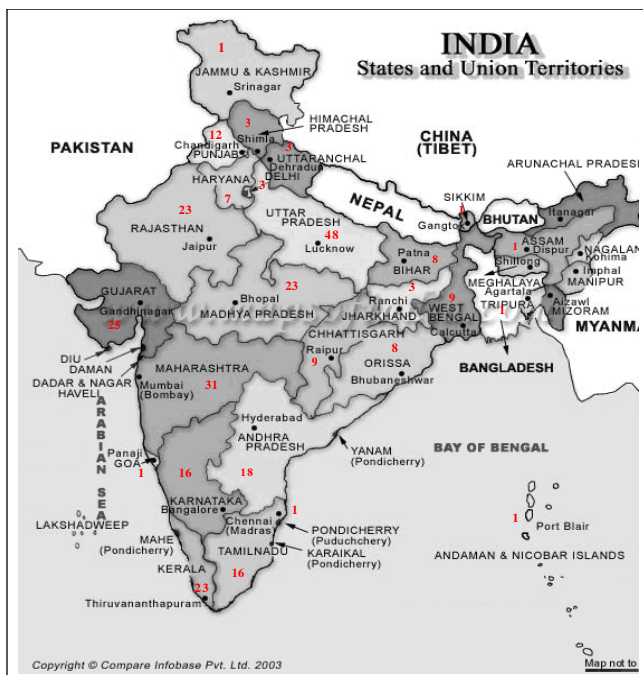 INDIA
States and Union Territories
1
JAMMU & KASHMIR
Srinagar
3
HIMACHAL
PRADESH
12
Chandigarh
Shimla
PUNJAB
3
UTTARANCHAL
Dehradun
PAKISTAN
CHINA
(TIBET)
HARYANA
7
DELHI
3
ARUNACHAL PRADESH
NEPAL
SIKKIM
1
Gangtok
BHUTAN
Itanagar
23
RAJASTHAN
Jaipur
UTTAR
PRADESH
48
Lucknow
Patna
8
BIHAR
1
ASSAM
Dispur
Shillong
NAGALAN
Kohima
Imphal
MANIPUR
MEGHALAYA
Agartala
TRIPURA
1
Aizawl
MIZORAM
MYANMA
GUJARAT
Gandhinagar
25
23
Bhopal
MADHYA PRADESH
3
Ranchi
JHARKHAND
9
WEST
BENGAL
Calcutta
BANGLADESH
DIU
DAMAN
DADAR & NAGAR
HAVELI
CHHATTISGARH
Raipur
9
8
ORISSA
Bhubaneshwar
MAHARASHTRA
31
Mumbai
(Bombay)
Hyderabad
ANDHRA
PRADESH
18
YANAM
(Pondicherry)
ARABIAN SEA
BAY OF BENGAL
Panaji
GOA
1
16
KARNATAKA
Bangalore
LAKSHADWEEP
MAHE
(Pondicherry)
Chennai
(Madras)
1
PONDICHERRY
(Puduchchery)
KARAIKAL
(Pondicherry)
TAMILNADU
16
KERALA
23
Thiruvananthapuram
1
Port Blair
ANDAMAN & NICOBAR ISLANDS
Copyright © Compare Infobase Pvt. Ltd. 2003
Map not to